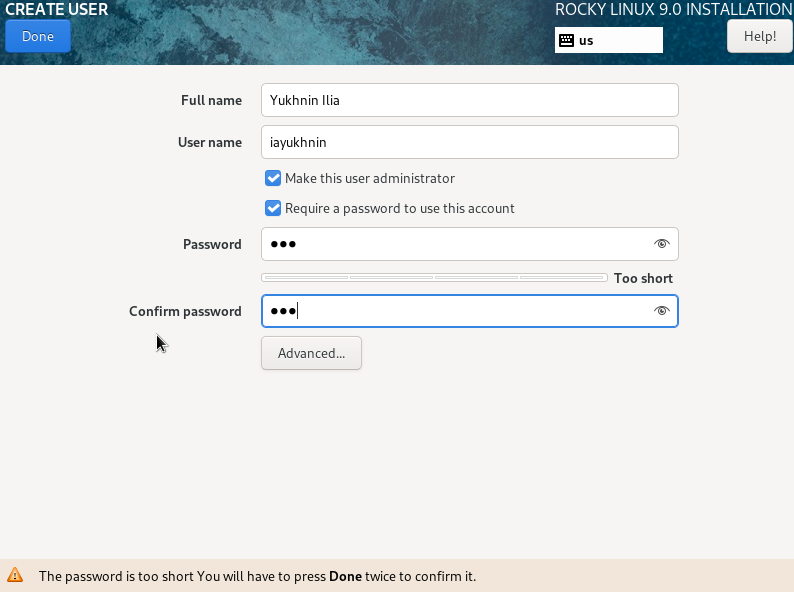 CREATE USER
ROCKY LINUX 9.0 INSTALLATION
Done
us
Help!
Full name
Yukhnin Ilia
User name
iayukhnin
Make this user administrator
Require a password to use this account
Password
●●●
Too short
Confirm password
●●●
Advanced...
The password is too short You will have to press Done twice to confirm it.